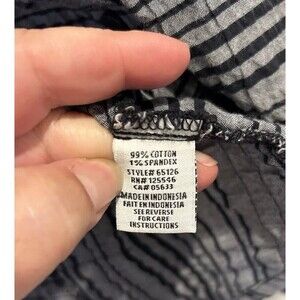 99% COTTON
1% SPANDEX
STYLE# 65126
RN# 125546
CA# 05633
MADE IN INDONESIA
FAIT EN INDONESIA
SEE REVERSE
FOR CARE
INSTRUCTIONS